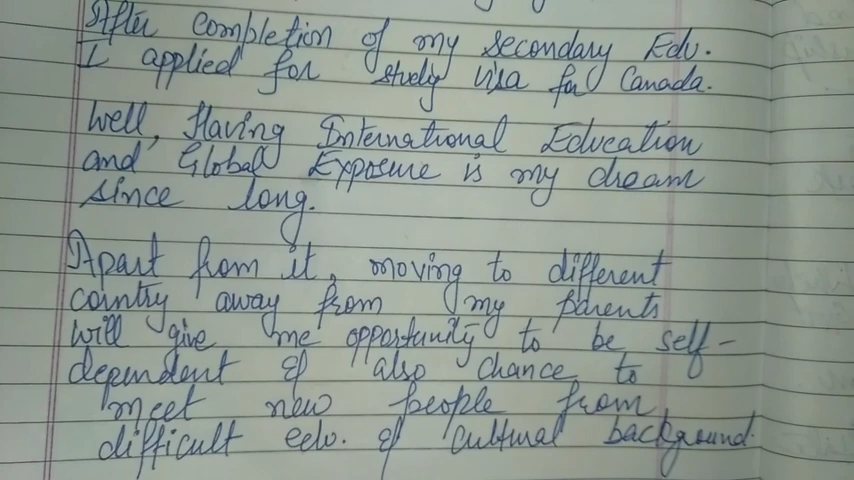 After completion of my secondary Edu.
I applied for study visa for Canada.
Well, Having International Education
and Global Exposure is my dream
since long.
Apart from it, moving to different
country away from my parents
will give me opportunity to be self-
dependent & also chance to
meet new people from
difficult edu. & cultural background.